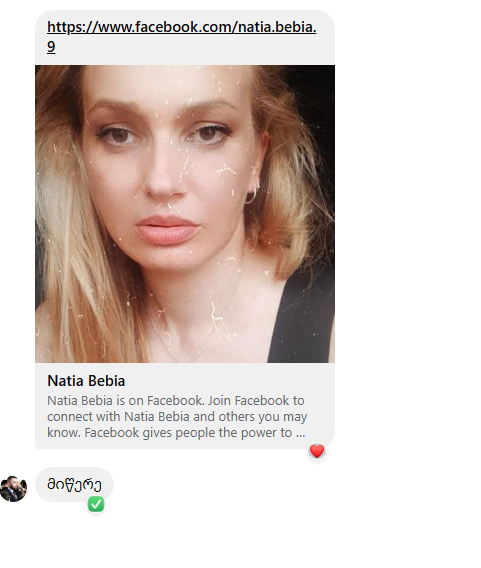 https://www.facebook.com/natia.bebia.
9
Natia Bebia
Natia Bebia is on Facebook. Join Facebook to
connect with Natia Bebia and others you may
know. Facebook gives people the power to ...
მიწერე